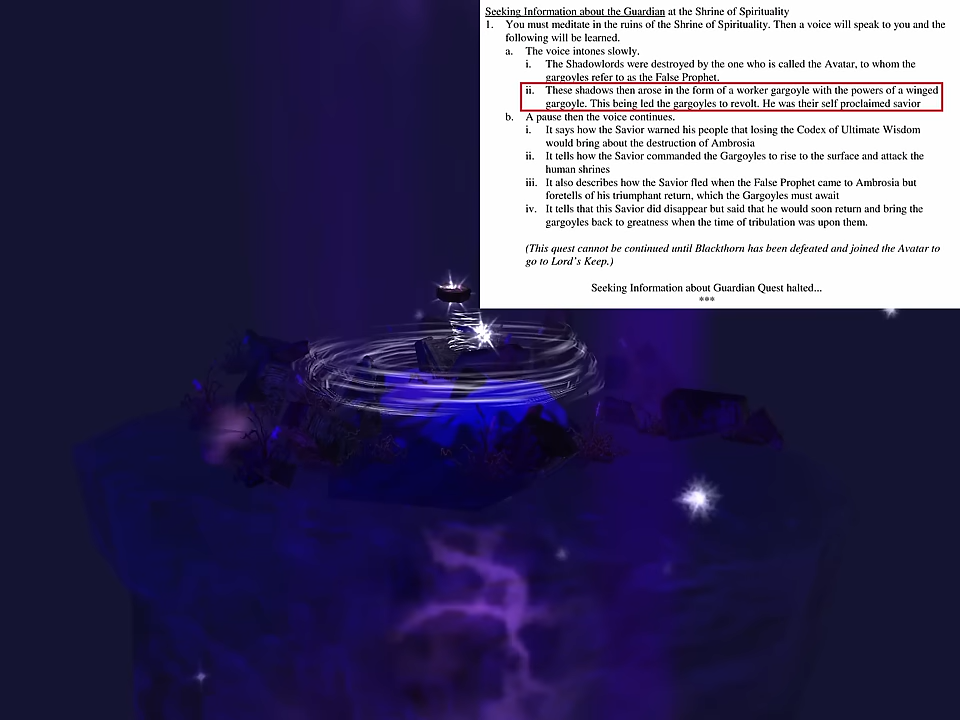 Seeking Information about the Guardian at the Shrine of Spirituality
1. You must meditate in the ruins of the Shrine of Spirituality. Then a voice will speak to you and the
following will be learned.
a. The voice intones slowly.
i. The Shadowlords were destroyed by the one who is called the Avatar, to whom the
gargoyles refer to as the False Prophet.
ii. These shadows then arose in the form of a worker gargoyle with the powers of a winged
gargoyle. This being led the gargoyles to revolt. He was their self proclaimed savior
b. A pause then the voice continues.
i. It says how the Savior warned his people that losing the Codex of Ultimate Wisdom
would bring about the destruction of Ambrosia
ii. It tells how the Savior commanded the Gargoyles to rise to the surface and attack the
human shrines
iii. It also describes how the Savior fled when the False Prophet came to Ambrosia but
foretells of his triumphant return, which the Gargoyles must await
iv. It tells that this Savior did disappear but said that he would soon return and bring the
gargoyles back to greatness when the time of tribulation was upon them.
(This quest cannot be continued until Blackthorn has been defeated and joined the Avatar to
go to Lord's Keep.)
Seeking Information about Guardian Quest halted...
***